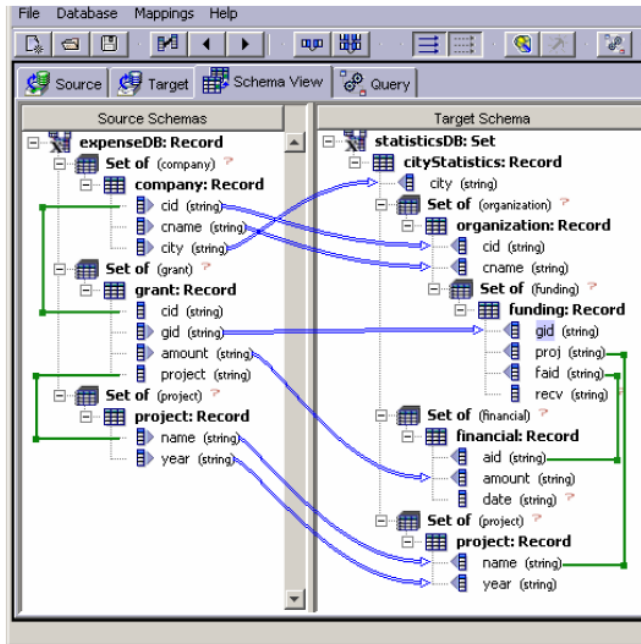 File Database Mappings Help
Source Target Schema View Query
Source Schemas
expenseDB: Record
Set of (company) ?
company: Record
cid (string)
cname (string)
city (string)
Set of (grant) ?
grant: Record
cid (string)
gid (string)
amount (string)
project (string)
Set of (project) ?
project: Record
name (string)
year (string)
Target Schema
statisticsDB: Set
cityStatistics: Record
city (string)
Set of (organization) ?
organization: Record
cid (string)
cname (string)
Set of (funding) ?
funding: Record
gid (string)
proj (string)
faid (string)
recv (string) ?
Set of (financial) ?
financial: Record
aid (string)
amount (string)
date (string) ?
Set of (project) ?
project: Record
name (string)
year (string)